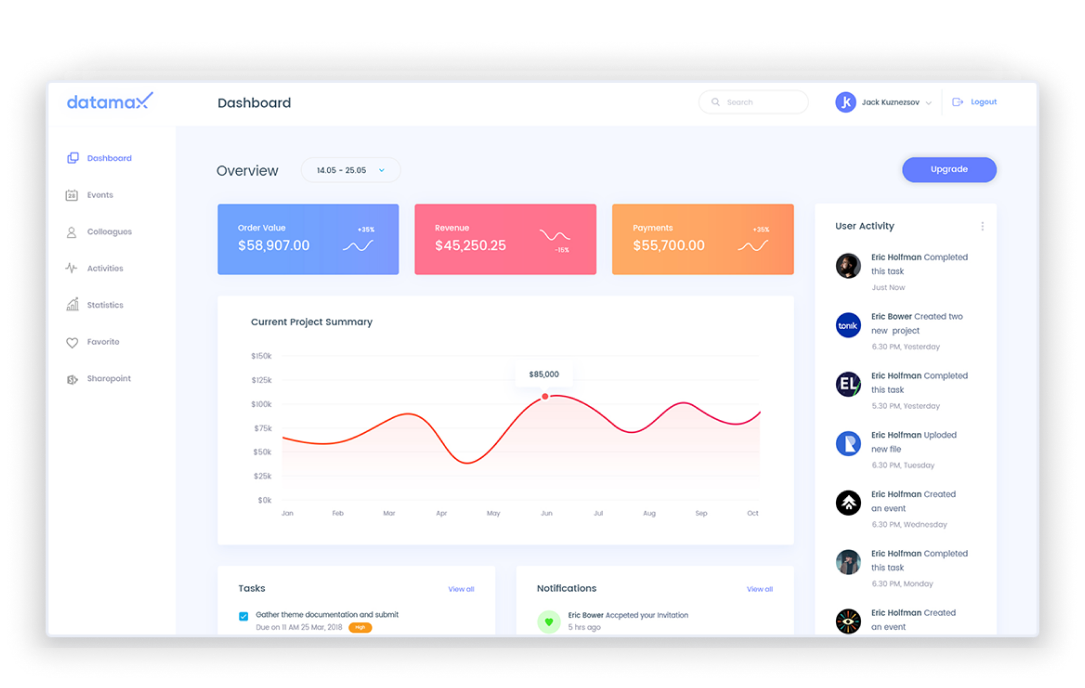 datamax
Dashboard
Search
jk
Jack Kuznezsov
Logout
Dashboard
Events
Colleagues
Activities
Statistics
Favorite
Sharopoint
Overview
14.05 - 25.05
Upgrade
Order Value
+35%
$58,907.00
Revenue
$45,250.25
-15%
Payments
+35%
$55,700.00
Current Project Summary
$150k
$125k
$100k
$75k
$50k
$25k
$0k
$85,000
Jan Feb Mar Apr May Jun Jul Aug Sep Oct
Tasks
View all
Gather theme documentation and submit
Due on 11 AM 25 Mar, 2018
High
Notifications
View all
Eric Bower Accpeted your Invitation
5 hrs ago
User Activity
Eric Holfman Completed
this task
Just Now
tonik
Eric Bower Created two
new project
6.30 PM, Yesterday
EL
Eric Holfman Completed
this task
5.30 PM, Yesterday
Eric Holfman Uploded
new file
6.30 PM, Tuesday
Eric Holfman Created
an event
6.30 PM, Wednesday
Eric Holfman Completed
this task
6.30 PM, Monday
Eric Holfman Created
an event